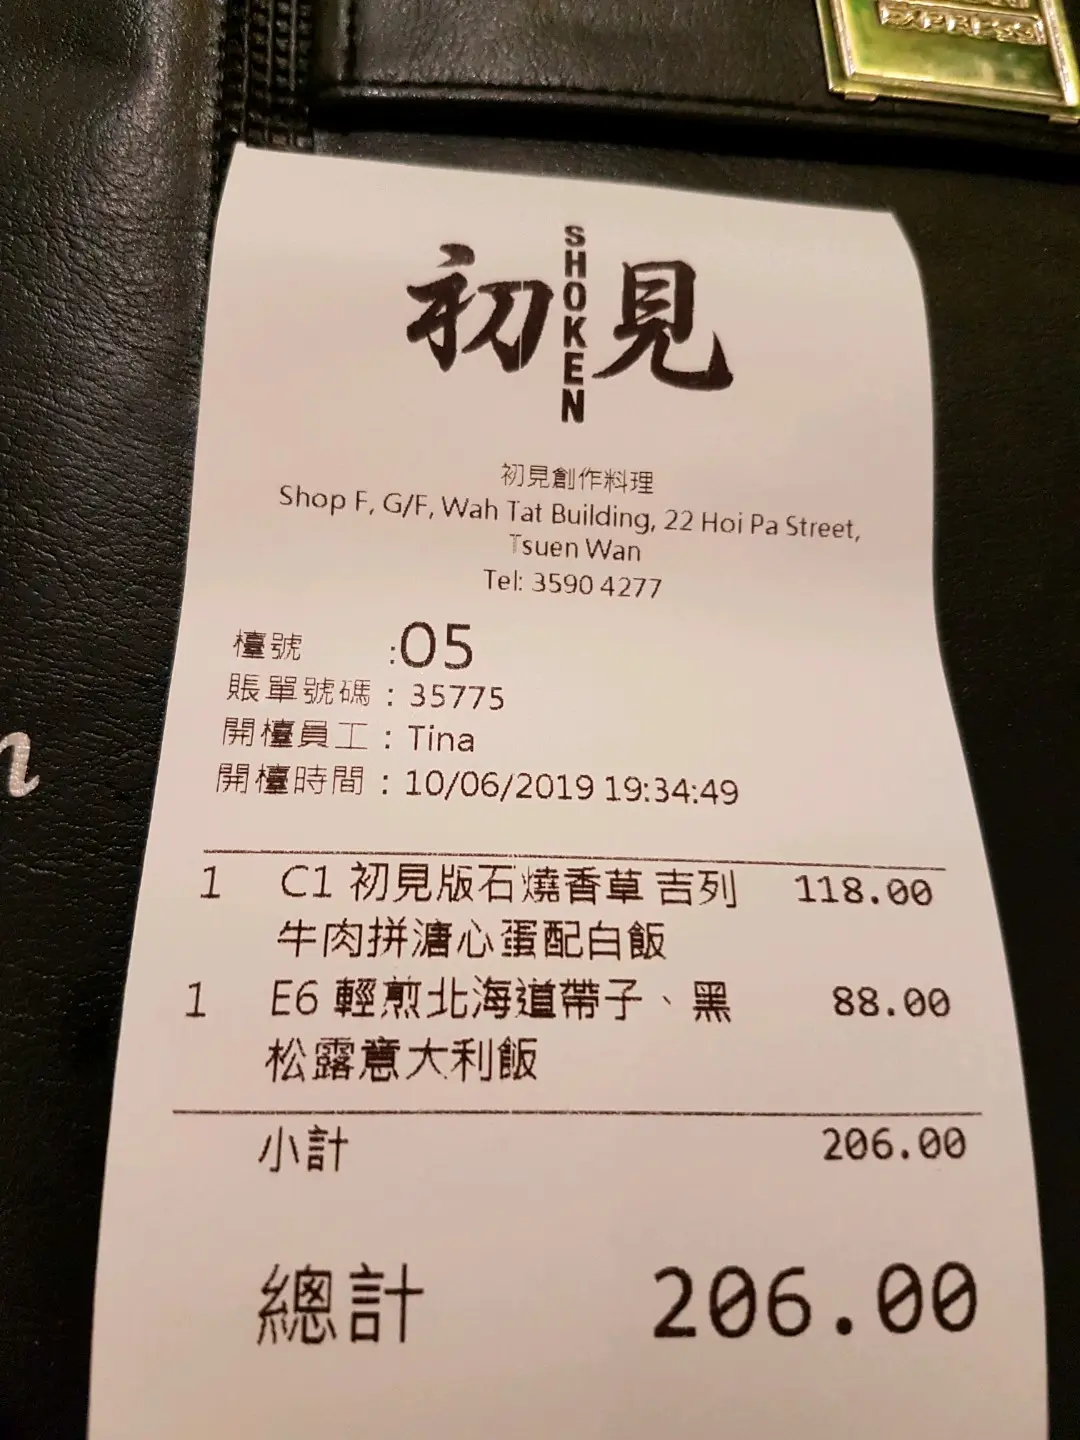 EXPRESS
初見
SHOKEN
初見創作料理
Shop F, G/F, Wah Tat Building, 22 Hoi Pa Street,
Tsuen Wan
Tel: 3590 4277
檯號 :05
賬單號碼：35775
開檯員工：Tina
開檯時間：10/06/2019 19:34:49
1 C1 初見版石燒香草 吉列 118.00
牛肉拼溏心蛋配白飯
1 E6 輕煎北海道帶子、黑 88.00
松露意大利飯
小計 206.00
總計 206.00